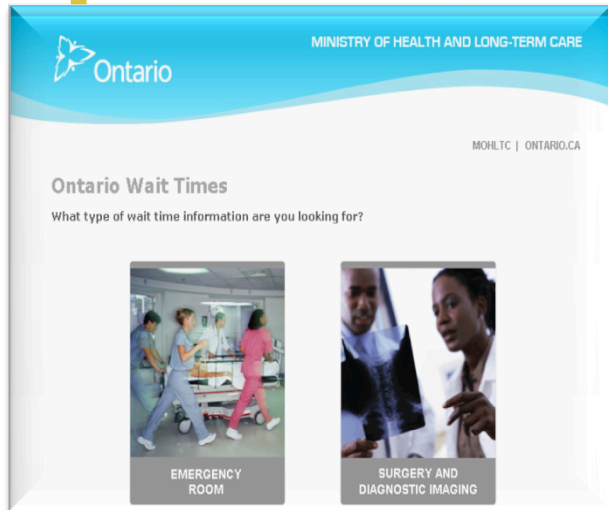 MINISTRY OF HEALTH AND LONG-TERM CARE
Ontario
MOHLTC | ONTARIO.CA
Ontario Wait Times
What type of wait time information are you looking for?
EMERGENCY
ROOM
SURGERY AND
DIAGNOSTIC IMAGING